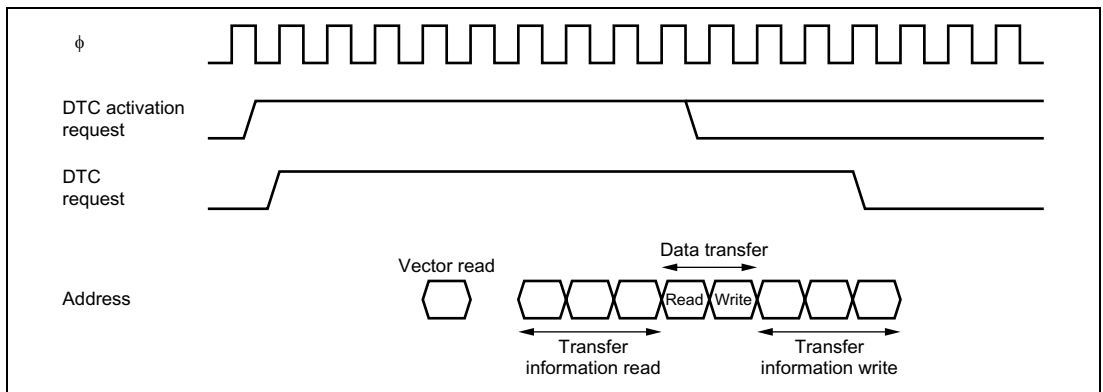 ϕ
DTC activation
request
DTC
request
Data transfer
Vector read
Address
Read
Write
Transfer
information read
Transfer
information write